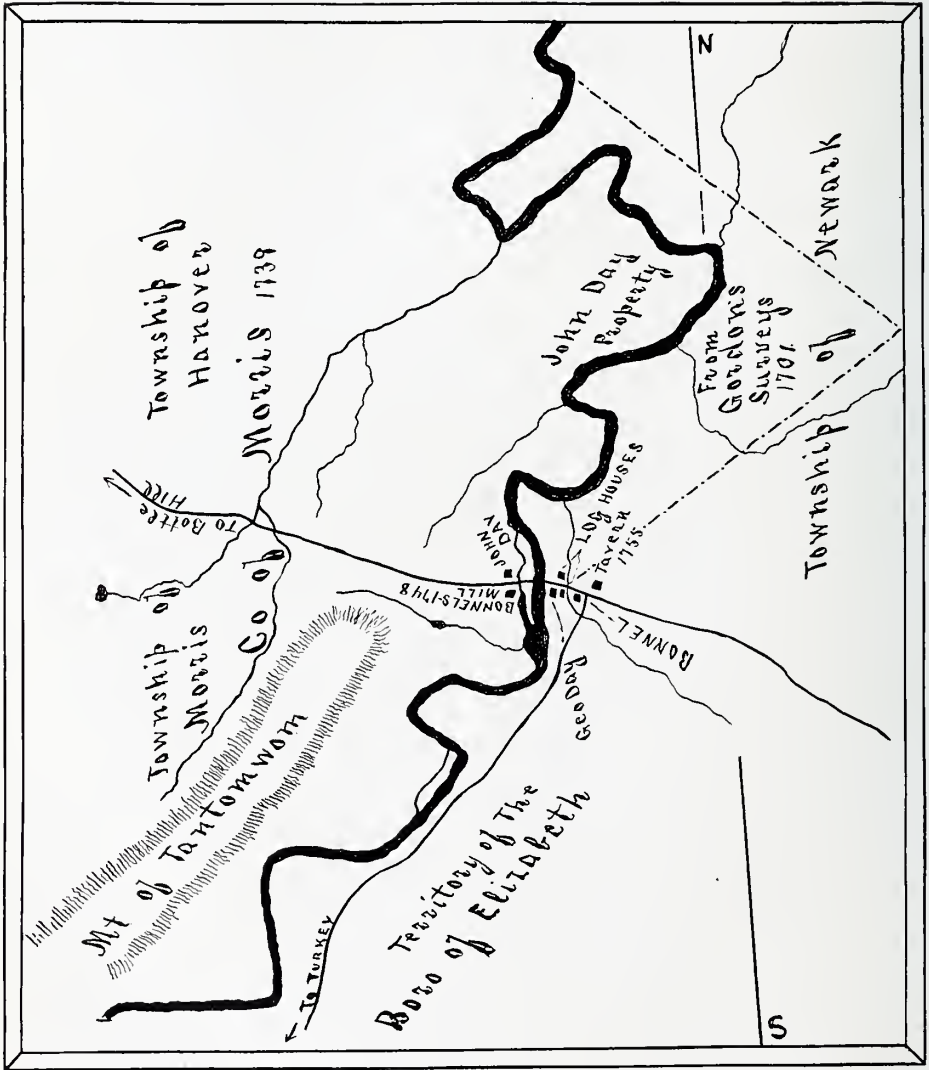 N
Township of
Hanover
Morris 1739
TO Bottle
Hill
Township of
Morris
Co of
Mt of Tantomwom
John Day
Property
From
Gordons
Surveys
1701
Township of Newark
LOG HOUSES
Tavern
1755
JOHN
DAY
BONNELS-1748
MILL
BONNEL
Geo Day
Territory of The
Boro of Elizabeth
To TURKEY
S